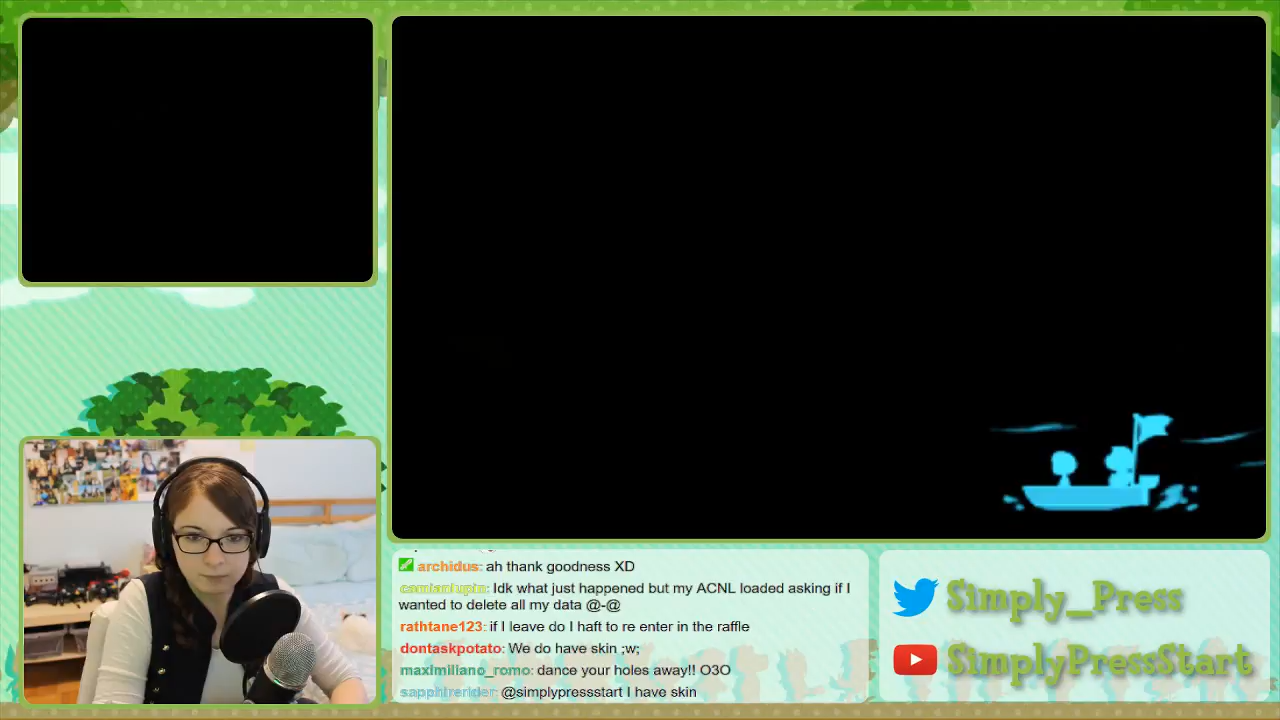 archidus: ah thank goodness XD
camianlupin: Idk what just happened but my ACNL loaded asking if I
wanted to delete all my data @-@
rathtane123: if I leave do I haft to re enter in the raffle
dontaskpotato: We do have skin ;w;
maximiliano_romo: dance your holes away!! O3O
sapphirerider: @simplypressstart I have skin
Simply_Press
SimplyPressStart